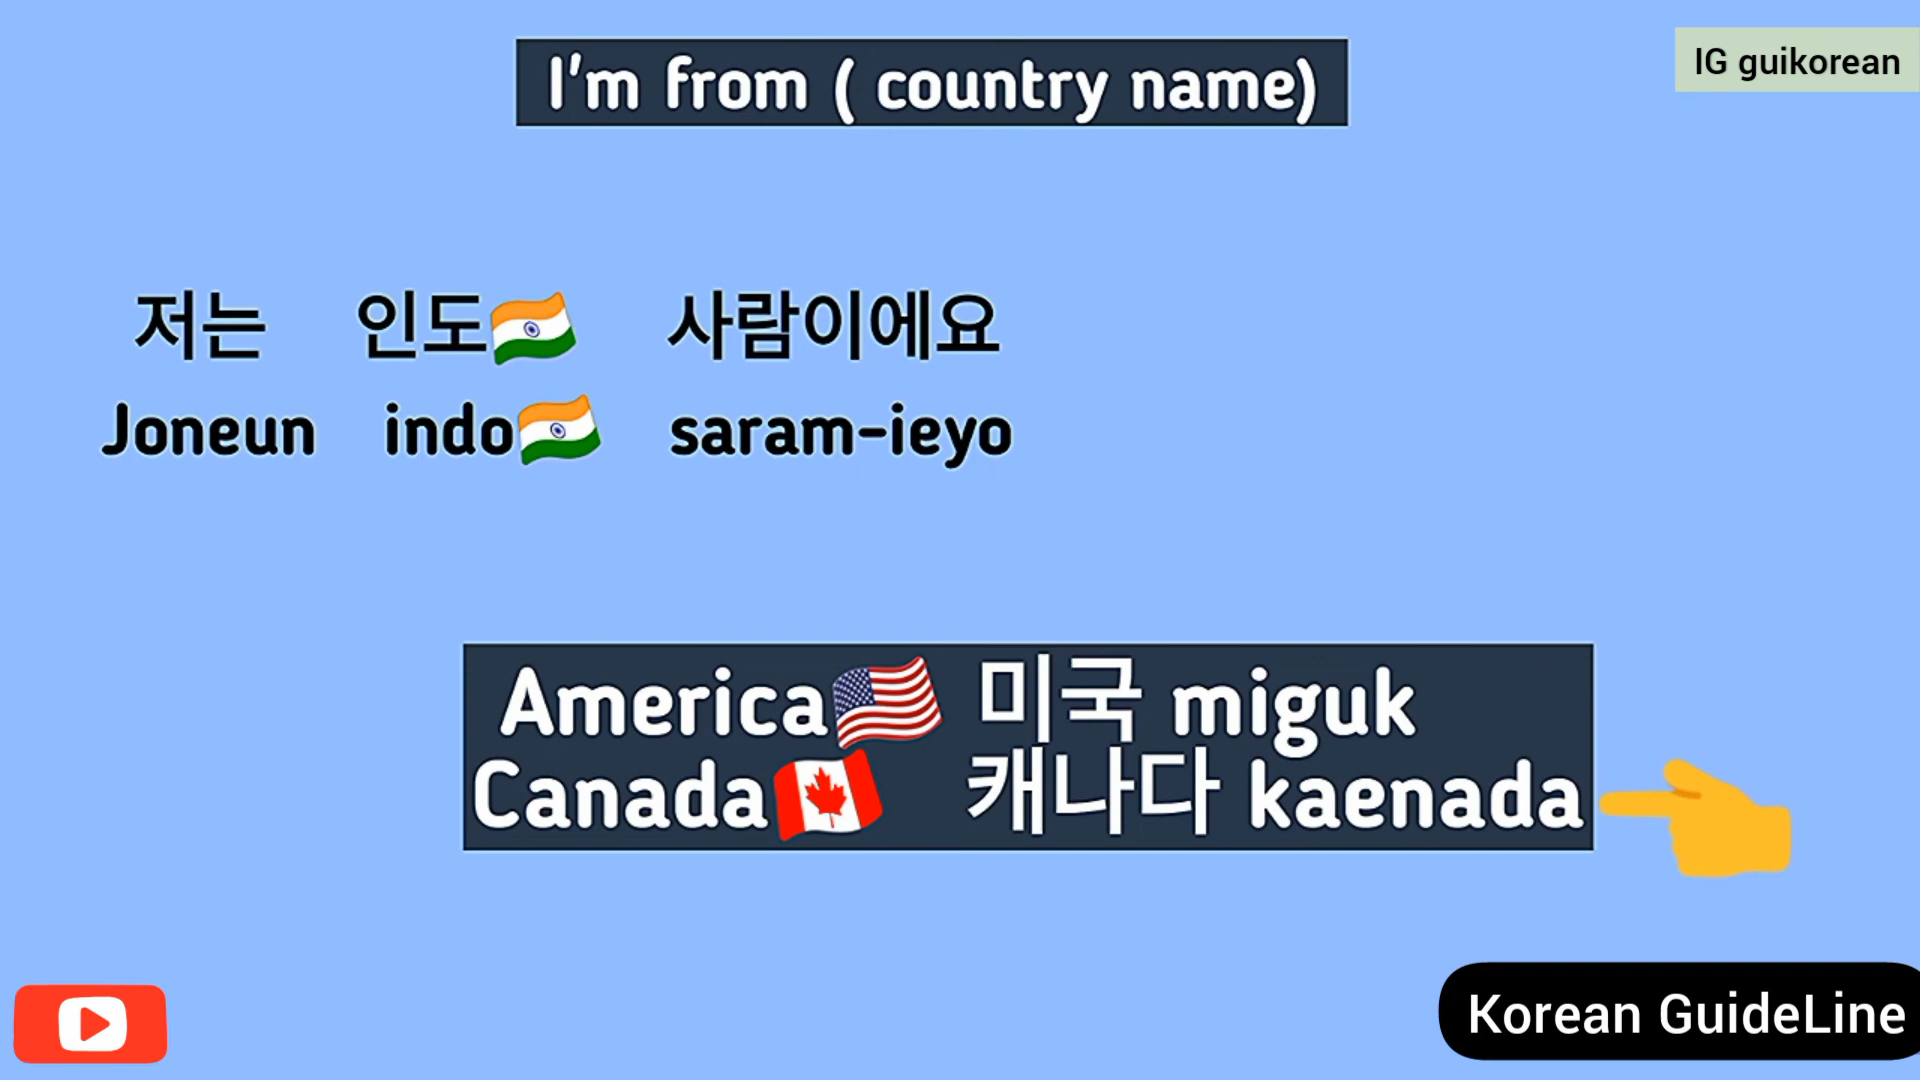 I'm from ( country name)
IG guikorean
저는 인도🇮🇳 사람이에요
Joneun indo🇮🇳 saram-ieyo
America🇺🇸 미국 miguk
Canada🇨🇦 캐나다 kaenada
Korean GuideLine